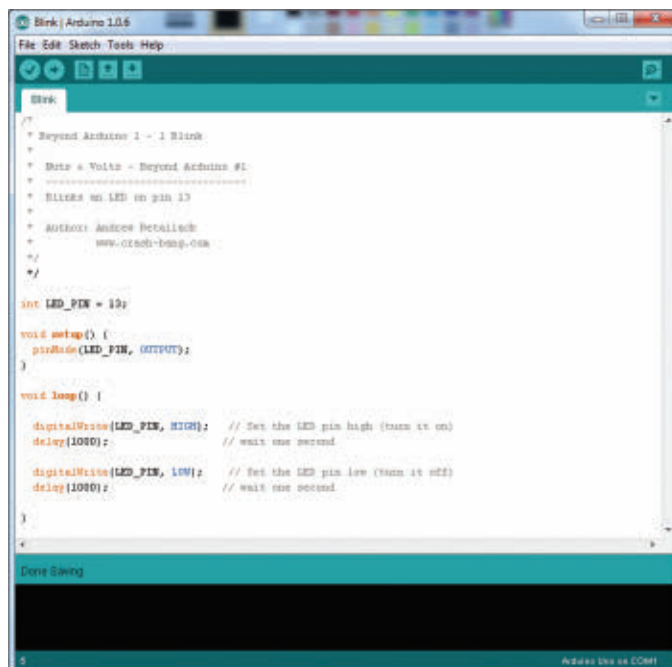 Blink | Arduino 1.0.6
File Edit Sketch Tools Help
Blink
/*
* Beyond Arduino 1 - 1 Blink
*
* Nuts & Volts - Beyond Arduino #1
* --------------------------------
* Blinks an LED on pin 13
*
* Author: Andrew
* www.crash-bang.com
*/
*/
int LED_PIN = 13;
void setup() {
pinMode(LED_PIN, OUTPUT);
}
void loop() {
digitalWrite(LED_PIN, HIGH); // Set the LED pin high (turn it on)
delay(1000); // wait one second
digitalWrite(LED_PIN, LOW); // Set the LED pin low (turn it off)
delay(1000); // wait one second
}
Done Saving
Arduino Uno on COM1